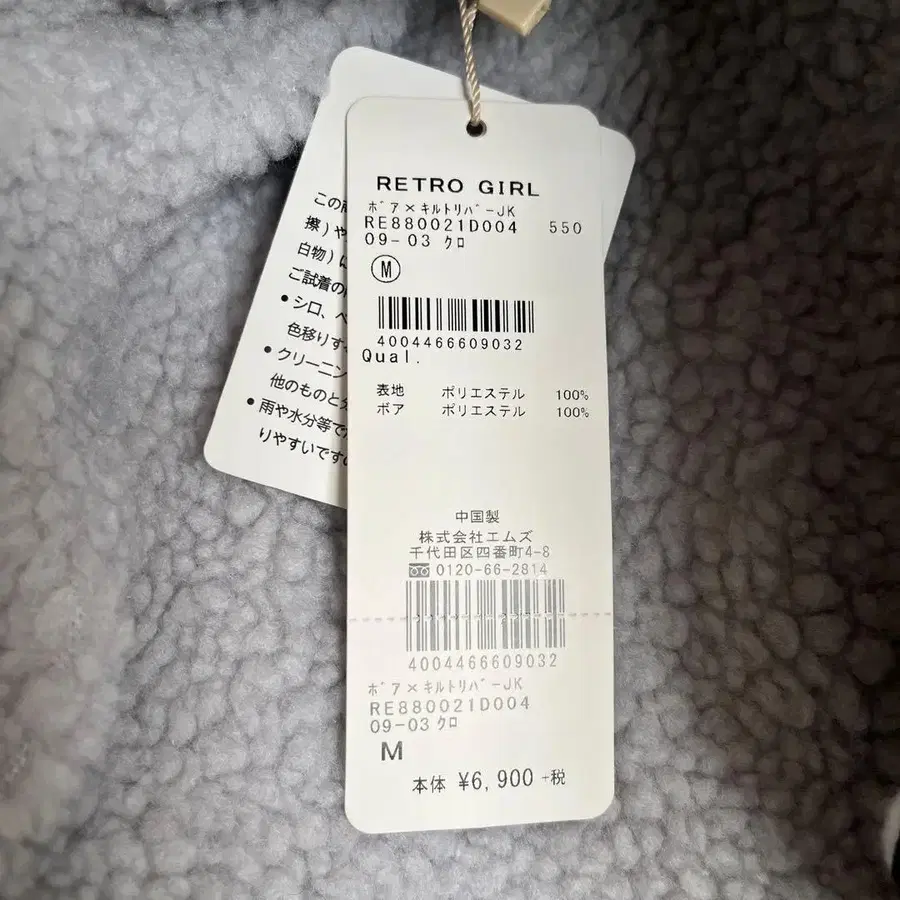 RETRO GIRL
ﾎﾞｱ×ｷﾙﾄﾘﾊﾞｰJK
RE880021D004 550
09-03 ｸﾛ
M
4004466609032
Qual.
表地 ポリエステル 100%
ボア ポリエステル 100%
中国製
株式会社エムズ
千代田区四番町4-8
0120-66-2814
4004466609032
ﾎﾞｱ×ｷﾙﾄﾘﾊﾞｰJK
RE880021D004
09-03 ｸﾛ
M
本体 ¥6,900 +税
この
擦）や
白物）に
ご試着の
●シロ、ベ
色移りす
●クリーニン
他のものと
●雨や水分等で
りやすいですの